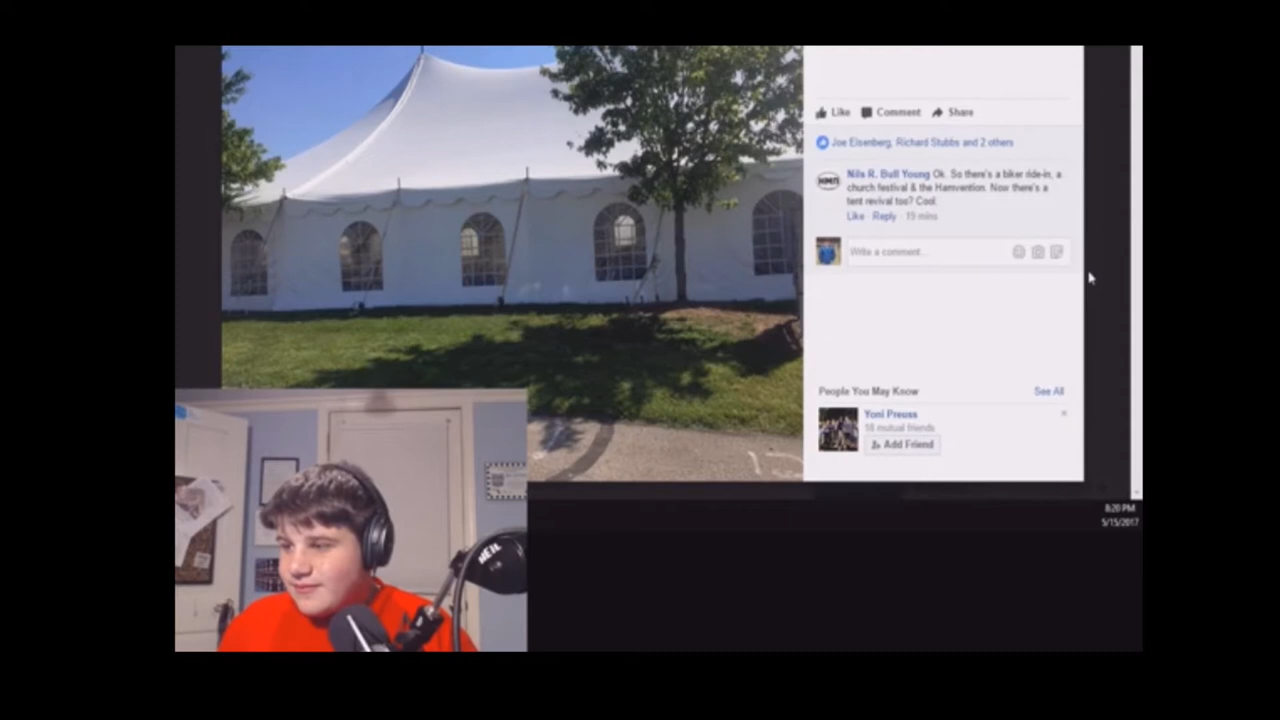 Like Comment Share
Joe Eisenberg, Richard Stubbs and 2 others
Nils R. Bull Young Ok. So there's a biker ride-in, a
church festival & the Hamvention. Now there's a
tent revival too? Cool.
Like · Reply · 19 mins
Write a comment...
People You May Know
See All
Yoni Preuss
18 mutual friends
Add Friend
8:20 PM
5/15/2017
HEIL